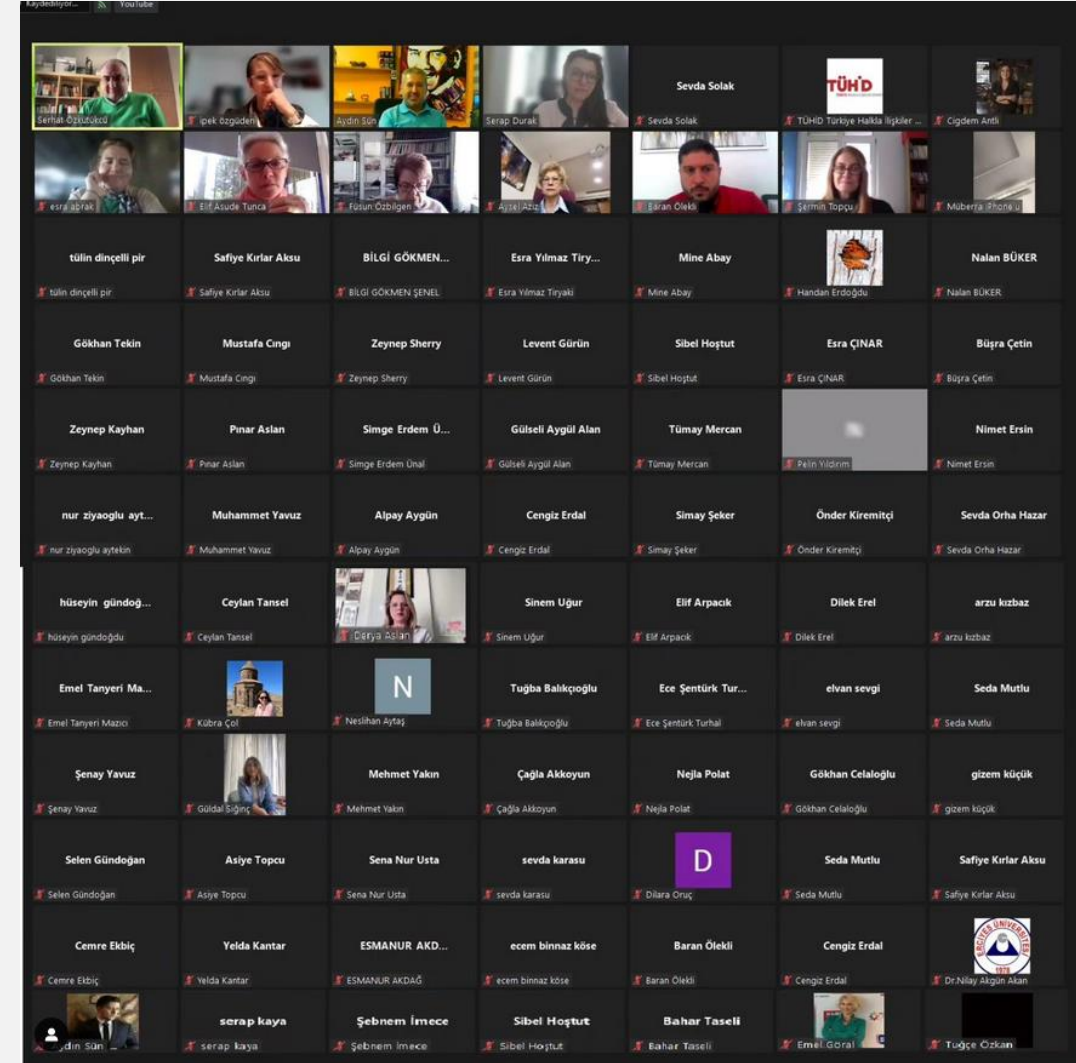 Kaydediliyor... YouTube
Serhat Özkütükcü
ipek özgüden
Aydın Sün
Serap Durak
Sevda Solak
Sevda Solak
TÜHİD
TÜHİD Türkiye Halkla İlişkiler ...
Cigdem Antli
esra abrak
Elif Asude Tunca
Füsun Özbilgen
Aysel Aziz
Baran Ölekli
Şermin Topçu
Müberra iPhone u
tülin dinçelli pir
Safiye Kırlar Aksu
BİLGİ GÖKMEN...
Esra Yılmaz Tiry...
Mine Abay
Nalan BÜKER
tülin dinçelli pir
Safiye Kırlar Aksu
BİLGİ GÖKMEN ŞENEL
Esra Yılmaz Tiryaki
Mine Abay
Handan Erdoğdu
Nalan BÜKER
Gökhan Tekin
Mustafa Cıngı
Zeynep Sherry
Levent Gürün
Sibel Hoştut
Esra ÇINAR
Büşra Çetin
Gökhan Tekin
Mustafa Cıngı
Zeynep Sherry
Levent Gürün
Sibel Hoştut
Esra ÇINAR
Büşra Çetin
Zeynep Kayhan
Pınar Aslan
Simge Erdem Ü...
Gülseli Aygül Alan
Tümay Mercan
Nimet Ersin
Zeynep Kayhan
Pınar Aslan
Simge Erdem Ünal
Gülseli Aygül Alan
Tümay Mercan
Pelin Yıldırım
Nimet Ersin
nur ziyaoglu ayt...
Muhammet Yavuz
Alpay Aygün
Cengiz Erdal
Simay Şeker
Önder Kiremitçi
Sevda Orha Hazar
nur ziyaoglu aytekin
Muhammet Yavuz
Alpay Aygün
Cengiz Erdal
Simay Şeker
Önder Kiremitçi
Sevda Orha Hazar
hüseyin gündoğ...
Ceylan Tansel
Sinem Uğur
Elif Arpacık
Dilek Erel
arzu kızbaz
hüseyin gündoğdu
Ceylan Tansel
Derya Aslan
Sinem Uğur
Elif Arpacık
Dilek Erel
arzu kızbaz
Emel Tanyeri Ma...
N
Tuğba Balıkçıoğlu
Ece Şentürk Tur...
elvan sevgi
Seda Mutlu
Emel Tanyeri Mazıcı
Kübra Çol
Neslihan Aytaş
Tuğba Balıkçıoğlu
Ece Şentürk Turhal
elvan sevgi
Seda Mutlu
Şenay Yavuz
Mehmet Yakın
Çağla Akkoyun
Nejla Polat
Gökhan Celaloğlu
gizem küçük
Şenay Yavuz
Güldal Siğinç
Mehmet Yakın
Çağla Akkoyun
Nejla Polat
Gökhan Celaloğlu
gizem küçük
Selen Gündoğan
Asiye Topcu
Sena Nur Usta
sevda karasu
D
Seda Mutlu
Safiye Kırlar Aksu
Selen Gündoğan
Asiye Topcu
Sena Nur Usta
sevda karasu
Dilara Oruç
Seda Mutlu
Safiye Kırlar Aksu
Cemre Ekbiç
Yelda Kantar
ESMANUR AKD...
ecem binnaz köse
Baran Ölekli
Cengiz Erdal
ERCİYES ÜNİVERSİTESİ
1978
Cemre Ekbiç
Yelda Kantar
ESMANUR AKDAĞ
ecem binnaz köse
Baran Ölekli
Cengiz Erdal
Dr.Nilay Akgün Akan
serap kaya
Şebnem İmece
Sibel Hoştut
Bahar Taseli
dın Sün
serap kaya
Şebnem İmece
Sibel Hoştut
Bahar Taseli
Emel Göral
Tuğçe Özkan